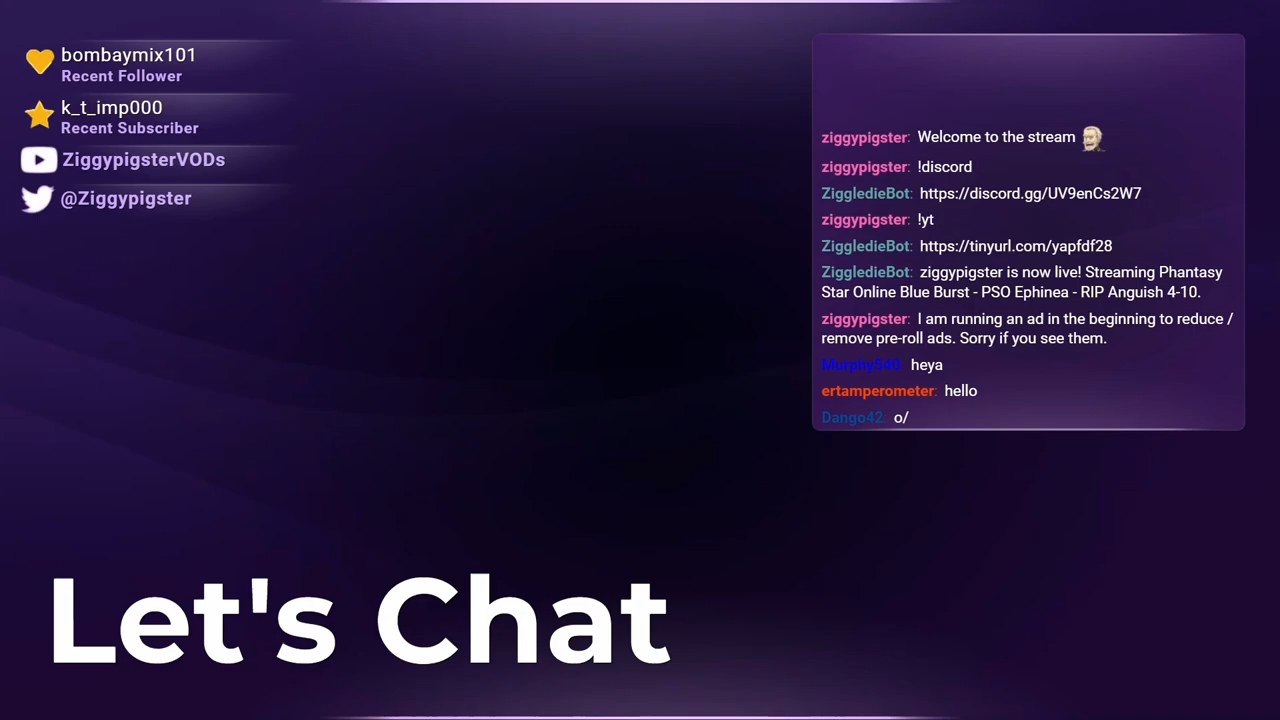 bombaymix101
Recent Follower
k_t_imp000
Recent Subscriber
ZiggypigsterVODs
@Ziggypigster
ziggypigster: Welcome to the stream
ziggypigster: !discord
ZiggledieBot: https://discord.gg/UV9enCs2W7
ziggypigster: !yt
ZiggledieBot: https://tinyurl.com/yapfdf28
ZiggledieBot: ziggypigster is now live! Streaming Phantasy
Star Online Blue Burst - PSO Ephinea - RIP Anguish 4-10.
ziggypigster: I am running an ad in the beginning to reduce /
remove pre-roll ads. Sorry if you see them.
Murphy540: heya
ertamperometer: hello
Dango42: o/
Let's Chat